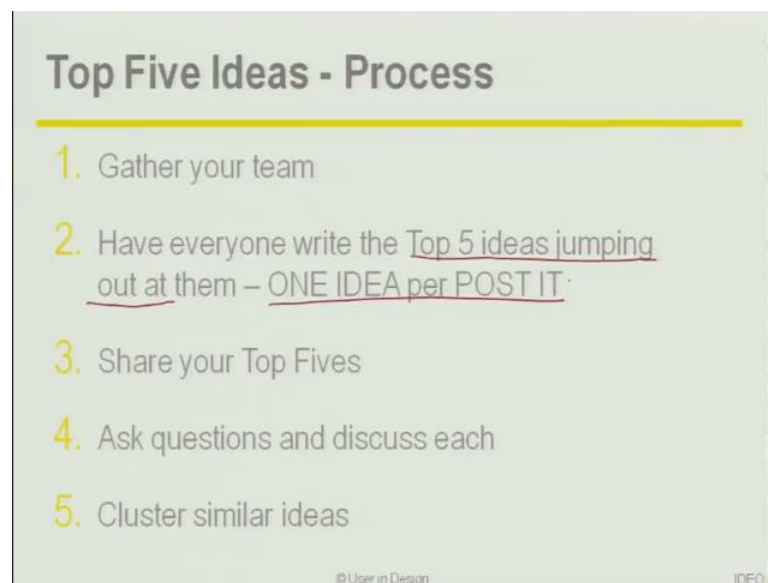 Top Five Ideas - Process
1. Gather your team
2. Have everyone write the Top 5 ideas jumping
out at them – ONE IDEA per POST IT
3. Share your Top Fives
4. Ask questions and discuss each
5. Cluster similar ideas
© User in Design
IDEO